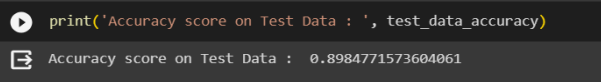 print('Accuracy score on Test Data : ', test_data_accuracy)
Accuracy score on Test Data :  0.8984771573604061